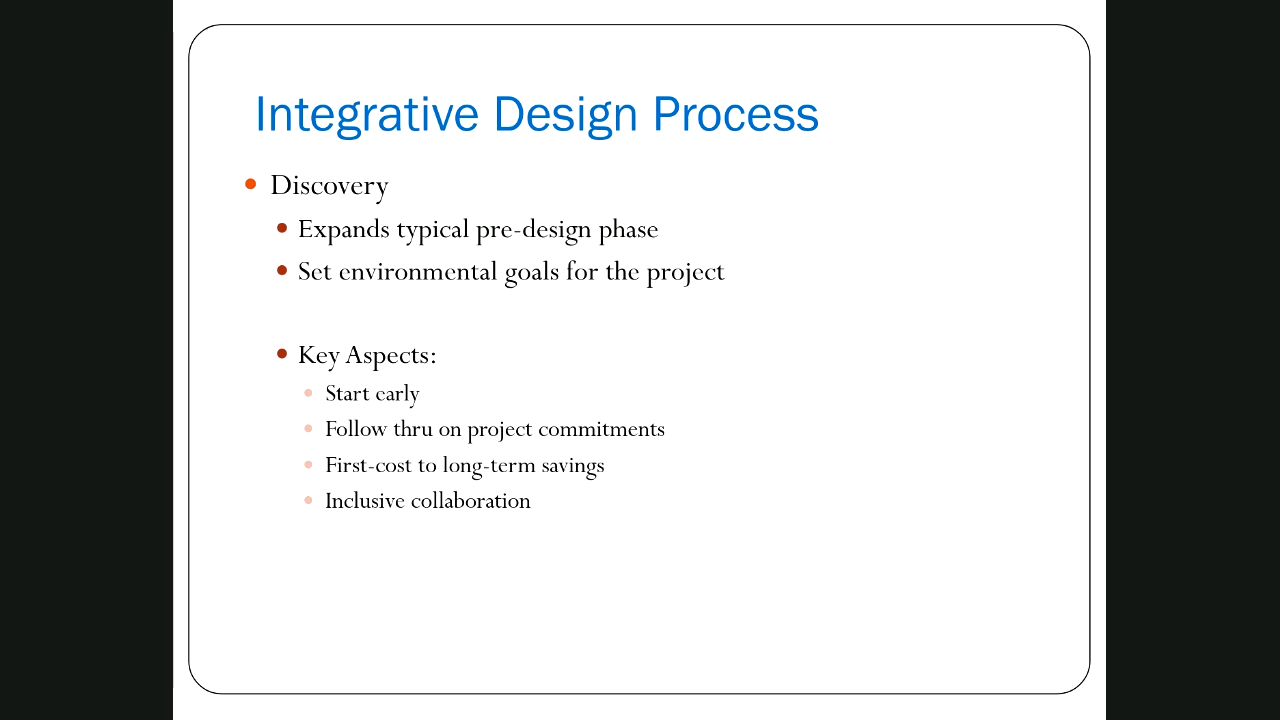 Integrative Design Process
Discovery
Expands typical pre-design phase
Set environmental goals for the project
Key Aspects:
Start early
Follow thru on project commitments
First-cost to long-term savings
Inclusive collaboration